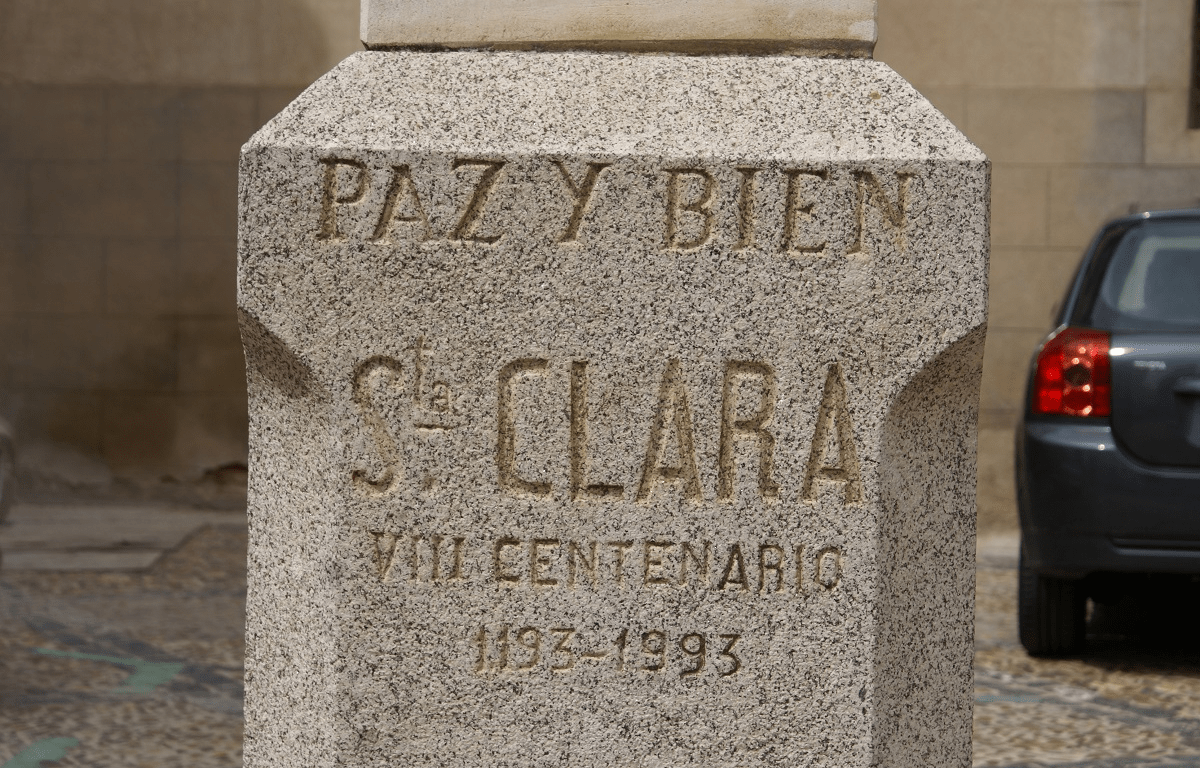 PAZ Y BIEN
Sta. CLARA
VIII CENTENARIO
1193-1993